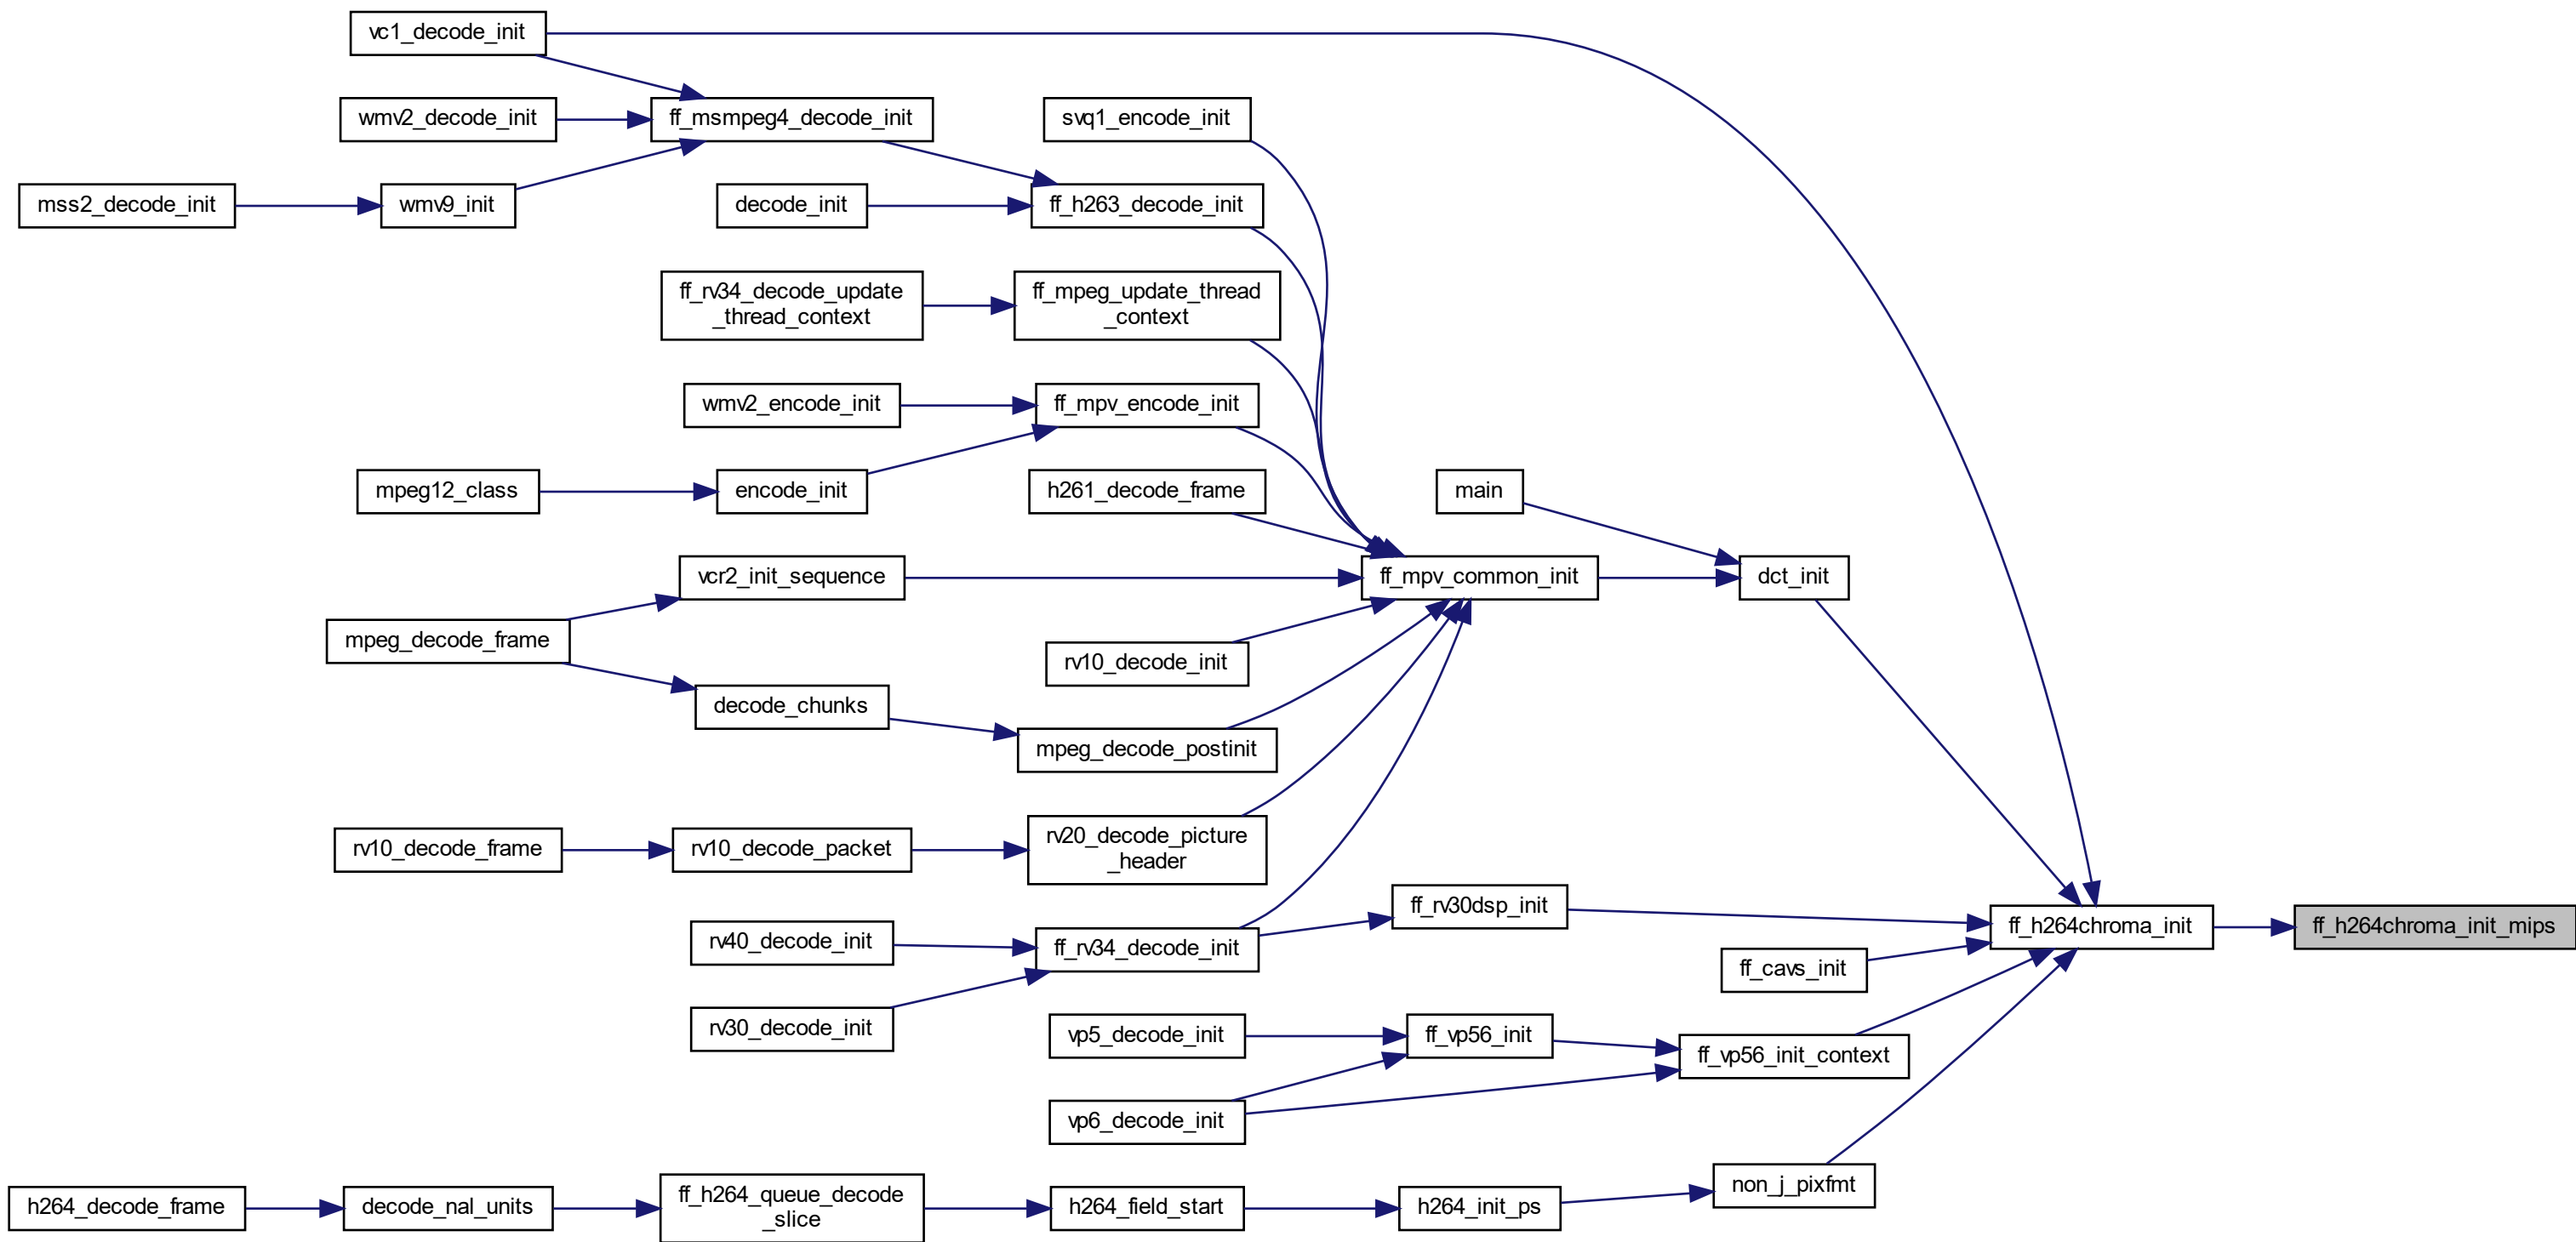 vc1_decode_init
wmv2_decode_init
ff_msmpeg4_decode_init
svq1_encode_init
mss2_decode_init
wmv9_init
decode_init
ff_h263_decode_init
ff_rv34_decode_update
_thread_context
ff_mpeg_update_thread
_context
wmv2_encode_init
ff_mpv_encode_init
mpeg12_class
encode_init
h261_decode_frame
main
vcr2_init_sequence
ff_mpv_common_init
dct_init
mpeg_decode_frame
rv10_decode_init
decode_chunks
mpeg_decode_postinit
rv10_decode_frame
rv10_decode_packet
rv20_decode_picture
_header
ff_rv30dsp_init
rv40_decode_init
ff_rv34_decode_init
ff_h264chroma_init
ff_h264chroma_init_mips
ff_cavs_init
rv30_decode_init
vp5_decode_init
ff_vp56_init
ff_vp56_init_context
vp6_decode_init
non_j_pixfmt
h264_decode_frame
decode_nal_units
ff_h264_queue_decode
_slice
h264_field_start
h264_init_ps